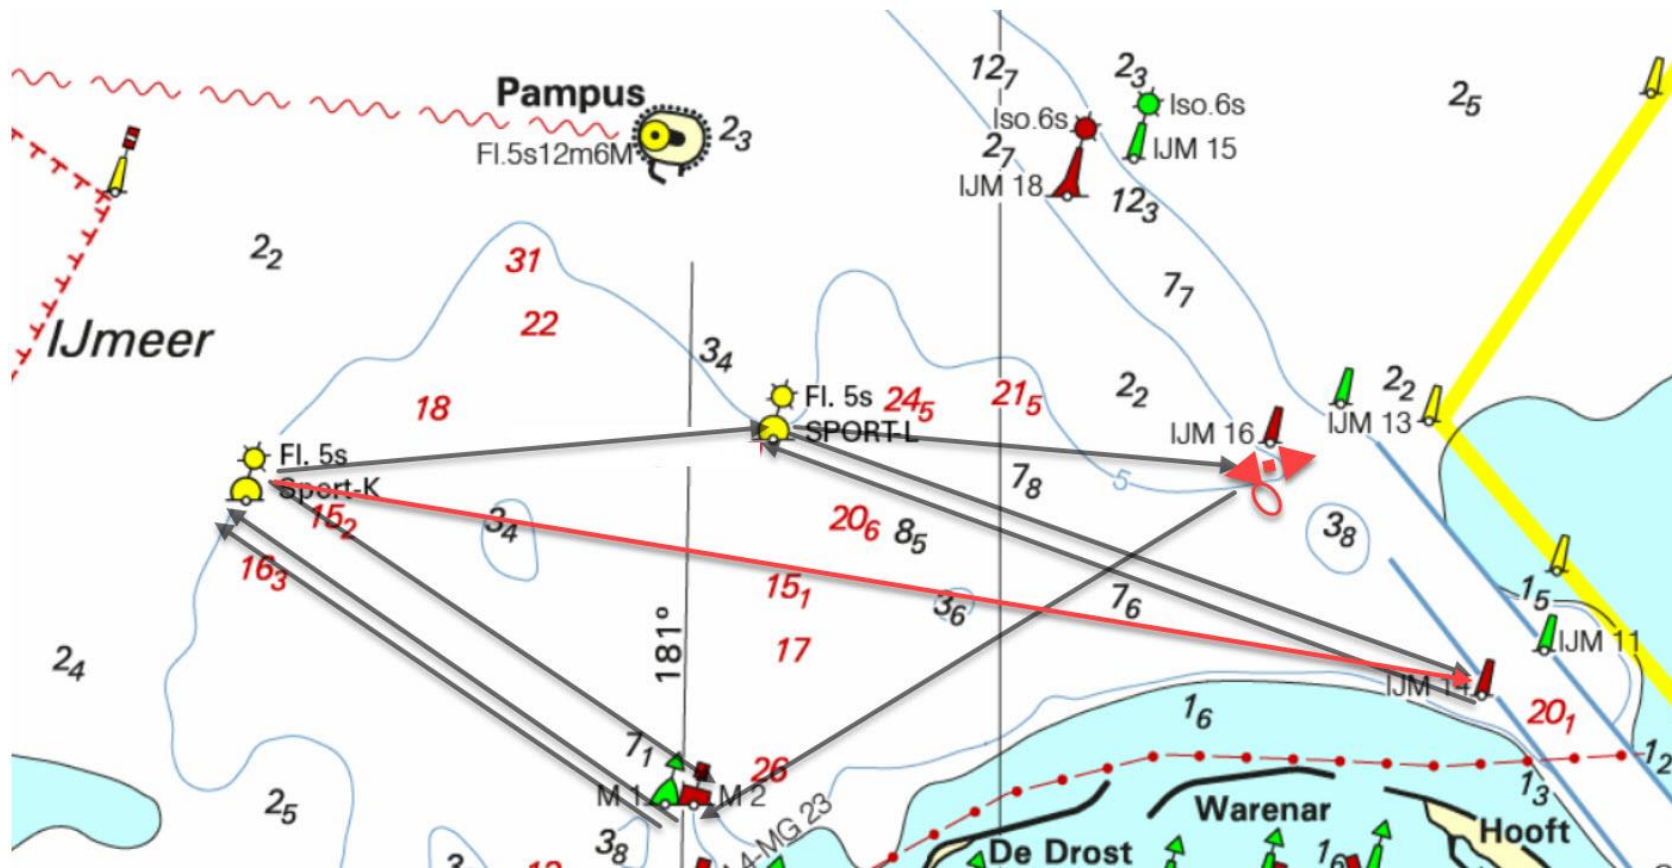 12₇
2₃
2₅
Pampus
Iso.6s
Iso.6s
2₃
Fl.5s12m6M
2₇
IJM 15
IJM 18
12₃
2₂
31
7₇
22
IJmeer
3₄
2₂
2₂
18
Fl. 5s
24₅
21₅
IJM 13
SPORT-L
IJM 16
Fl. 5s
7₈
5
Sport-K
15₂
3₄
20₆
8₅
3₈
16₃
15₁
3₆
7₆
1₅
181°
17
IJM 11
2₄
IJM 14
1₆
20₁
7₁
26
1₂
M 1
M 2
1₃
2₅
Warenar
Hooft
MG 23
3₈
De Drost